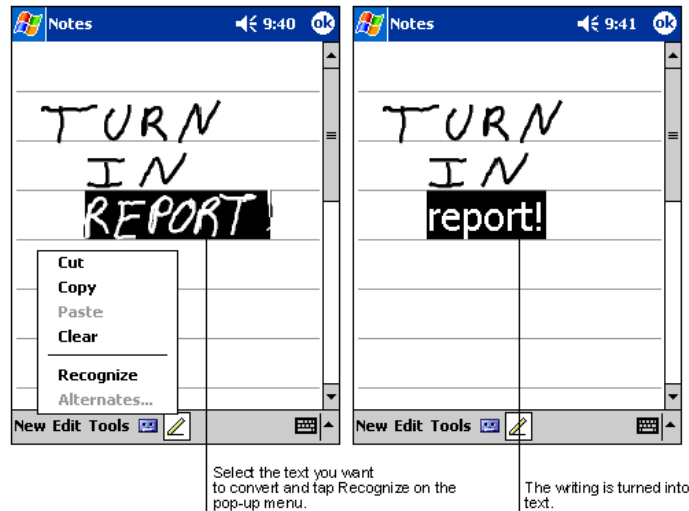 Notes 9:40 ok
TURN
IN
REPORT!
Cut
Copy
Paste
Clear
Recognize
Alternates...
New Edit Tools
Select the text you want
to convert and tap Recognize on the
pop-up menu.
Notes 9:41 ok
TURN
IN
report!
New Edit Tools
The writing is turned into
text.